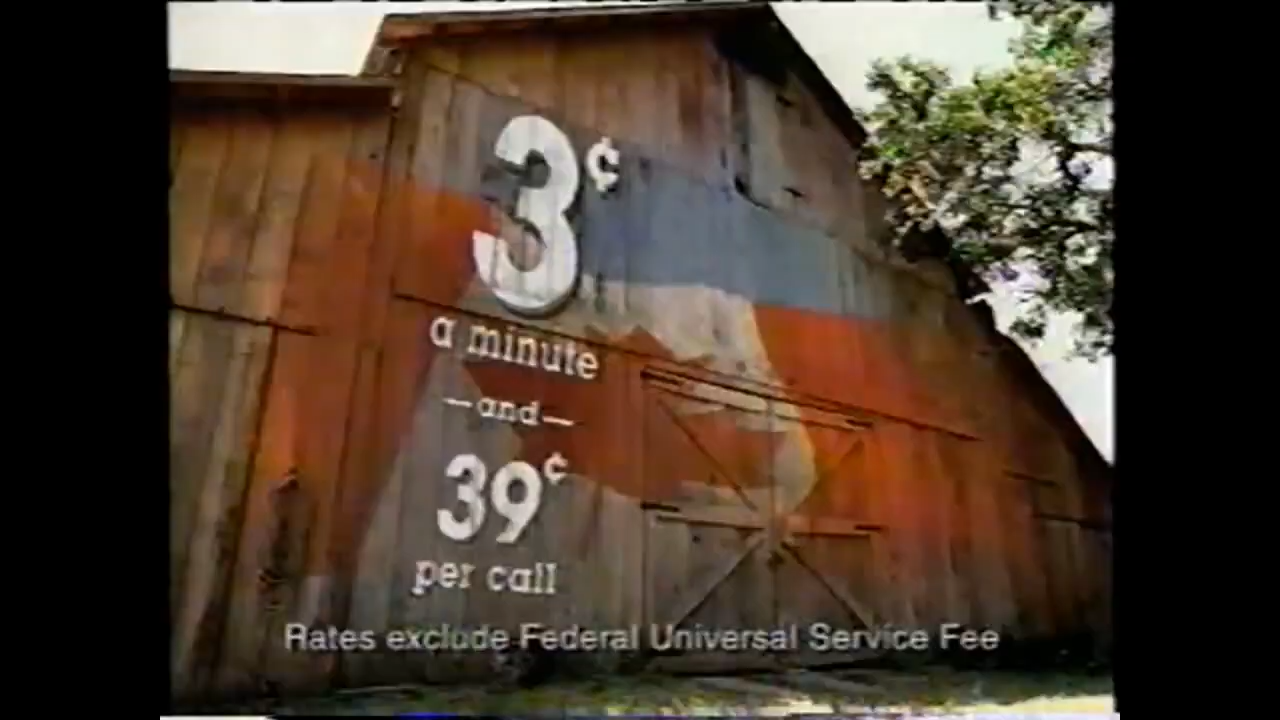 3¢
a minute
—and—
39¢
per call
Rates exclude Federal Universal Service Fee